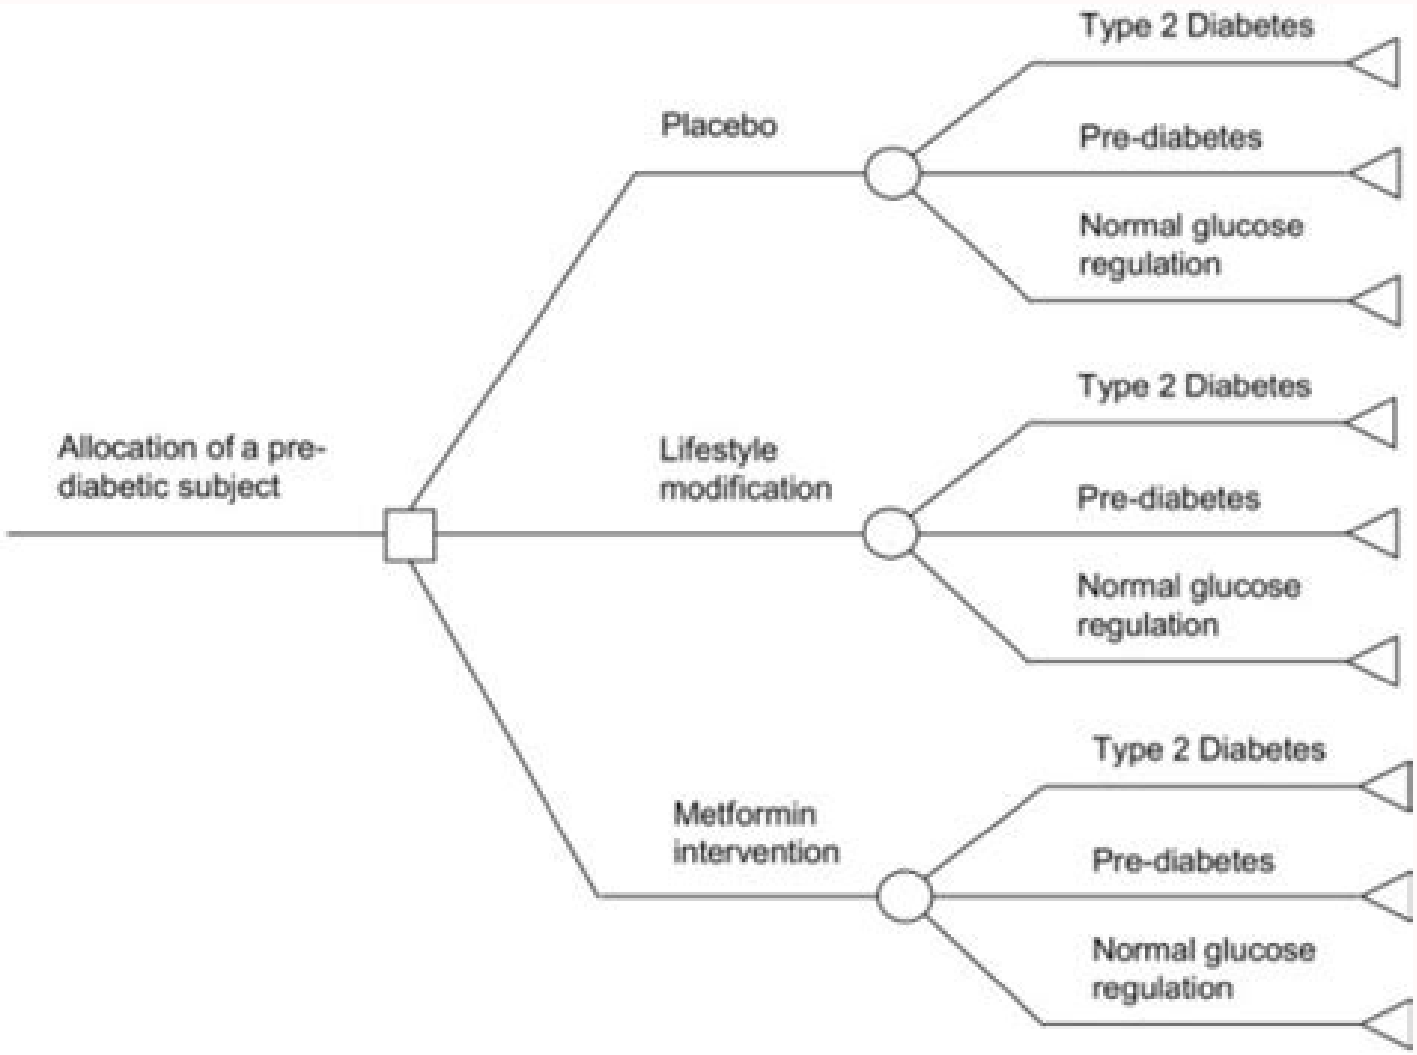 Type 2 Diabetes
Placebo
Pre-diabetes
Normal glucose
regulation
Type 2 Diabetes
Allocation of a pre-
diabetic subject
Lifestyle
modification
Pre-diabetes
Normal glucose
regulation
Type 2 Diabetes
Metformin
intervention
Pre-diabetes
Normal glucose
regulation